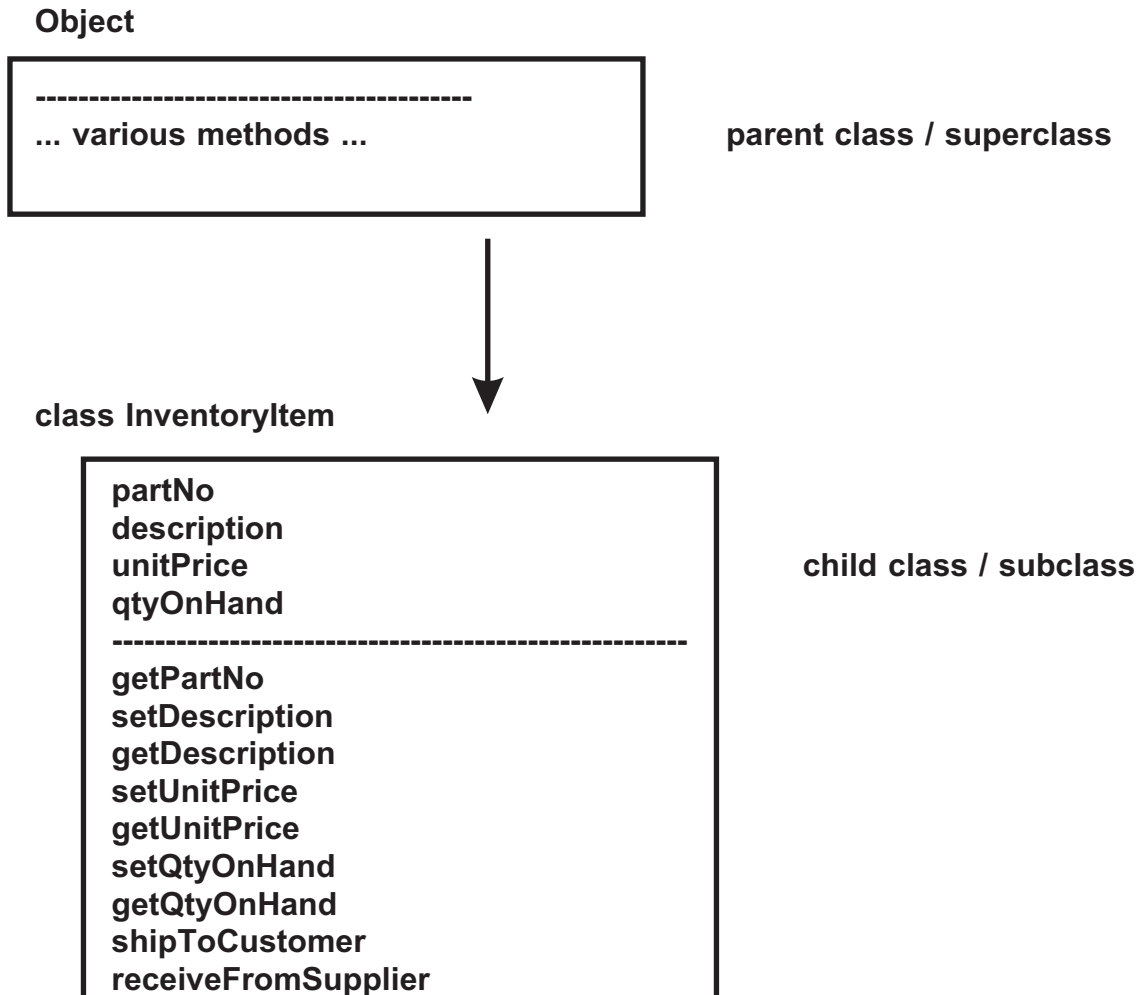 Object
-----------------------------------------
... various methods ...
parent class / superclass
class InventoryItem
partNo
description
unitPrice
child class / subclass
qtyOnHand
------------------------------------------------------
getPartNo
setDescription
getDescription
setUnitPrice
getUnitPrice
setQtyOnHand
getQtyOnHand
shipToCustomer
receiveFromSupplier